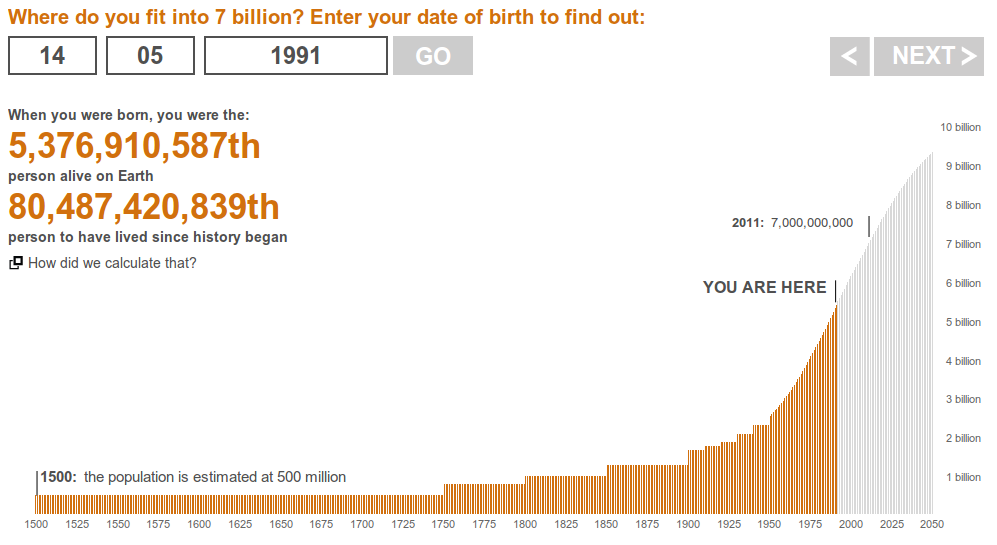 Where do you fit into 7 billion? Enter your date of birth to find out:
14 05 1991 GO < NEXT >
When you were born, you were the:
5,376,910,587th
person alive on Earth
80,487,420,839th
person to have lived since history began
How did we calculate that?
10 billion
9 billion
8 billion
2011: 7,000,000,000
7 billion
6 billion
YOU ARE HERE
5 billion
4 billion
3 billion
2 billion
1500: the population is estimated at 500 million
1 billion
1500 1525 1550 1575 1600 1625 1650 1675 1700 1725 1750 1775 1800 1825 1850 1875 1900 1925 1950 1975 2000 2025 2050